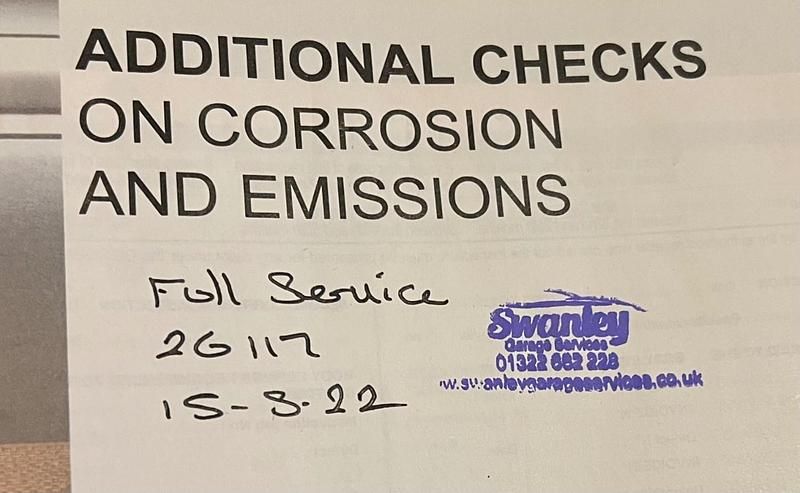 ADDITIONAL CHECKS
ON CORROSION
AND EMISSIONS
Full Service
26117
15-8-22
Swanley
Garage Services
01322 662 228
w.sw.anleygarageservices.co.uk